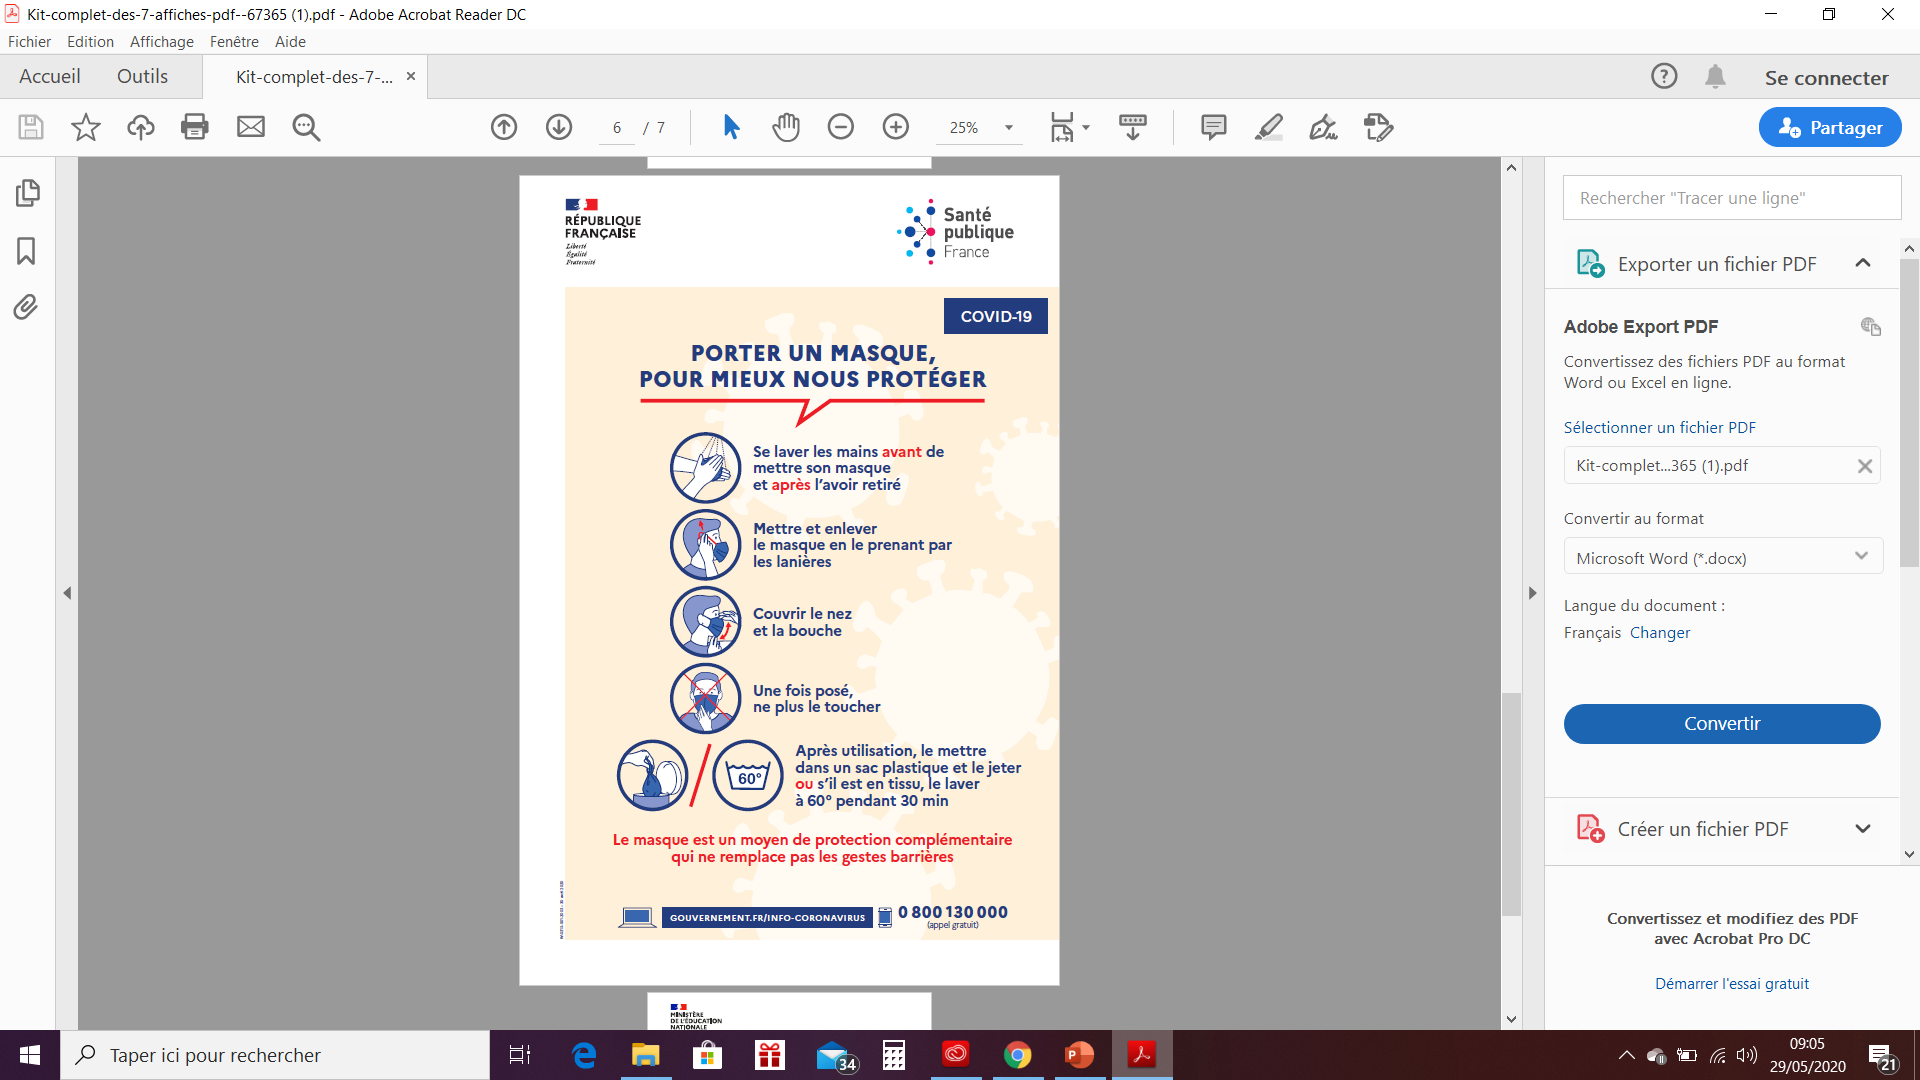 Kit-complet-des-7-affiches-pdf--67365 (1).pdf - Adobe Acrobat Reader DC
Fichier Edition Affichage Fenêtre Aide
Accueil Outils Kit-complet-des-7-... × Se connecter
6 / 7 25% Partager
RÉPUBLIQUE
FRANÇAISE
Liberté
Égalité
Fraternité
Santé
publique
France
COVID-19
PORTER UN MASQUE,
POUR MIEUX NOUS PROTÉGER
Se laver les mains avant de
mettre son masque
et après l’avoir retiré
Mettre et enlever
le masque en le prenant par
les lanières
Couvrir le nez
et la bouche
Une fois posé,
ne plus le toucher
60°
Après utilisation, le mettre
dans un sac plastique et le jeter
ou s’il est en tissu, le laver
à 60° pendant 30 min
Le masque est un moyen de protection complémentaire
qui ne remplace pas les gestes barrières
GOUVERNEMENT.FR/INFO-CORONAVIRUS
0 800 130 000
(appel gratuit)
MINISTÈRE
DE L'ÉDUCATION
NATIONALE
Rechercher "Tracer une ligne"
Exporter un fichier PDF
Adobe Export PDF
Convertissez des fichiers PDF au format
Word ou Excel en ligne.
Sélectionner un fichier PDF
Kit-complet...365 (1).pdf
Convertir au format
Microsoft Word (*.docx)
Langue du document :
Français Changer
Convertir
Créer un fichier PDF
Convertissez et modifiez des PDF
avec Acrobat Pro DC
Démarrer l'essai gratuit
Taper ici pour rechercher
34
P
09:05
29/05/2020
21